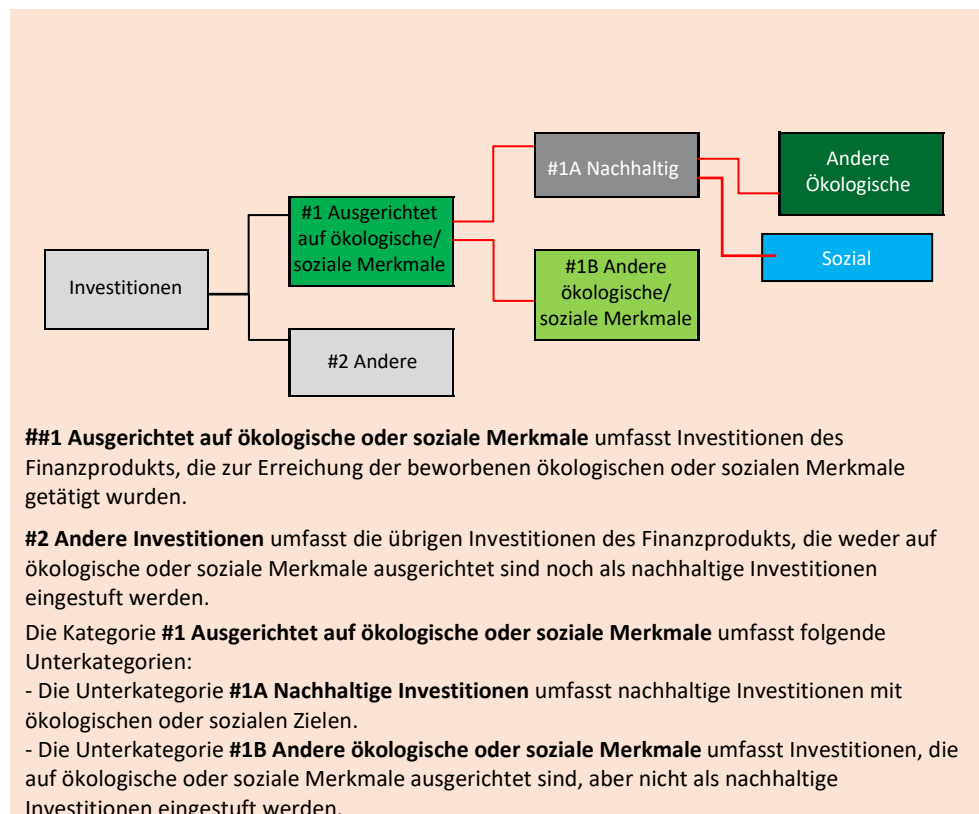 #1A Nachhaltig
Andere
Ökologische
#1 Ausgerichtet
auf ökologische/
soziale Merkmale
Sozial
Investitionen
#1B Andere
ökologische/
soziale Merkmale
#2 Andere
##1 Ausgerichtet auf ökologische oder soziale Merkmale umfasst Investitionen des
Finanzprodukts, die zur Erreichung der beworbenen ökologischen oder sozialen Merkmale
getätigt wurden.
#2 Andere Investitionen umfasst die übrigen Investitionen des Finanzprodukts, die weder auf
ökologische oder soziale Merkmale ausgerichtet sind noch als nachhaltige Investitionen
eingestuft werden.
Die Kategorie #1 Ausgerichtet auf ökologische oder soziale Merkmale umfasst folgende
Unterkategorien:
- Die Unterkategorie #1A Nachhaltige Investitionen umfasst nachhaltige Investitionen mit
ökologischen oder sozialen Zielen.
- Die Unterkategorie #1B Andere ökologische oder soziale Merkmale umfasst Investitionen, die
auf ökologische oder soziale Merkmale ausgerichtet sind, aber nicht als nachhaltige
Investitionen eingestuft werden.